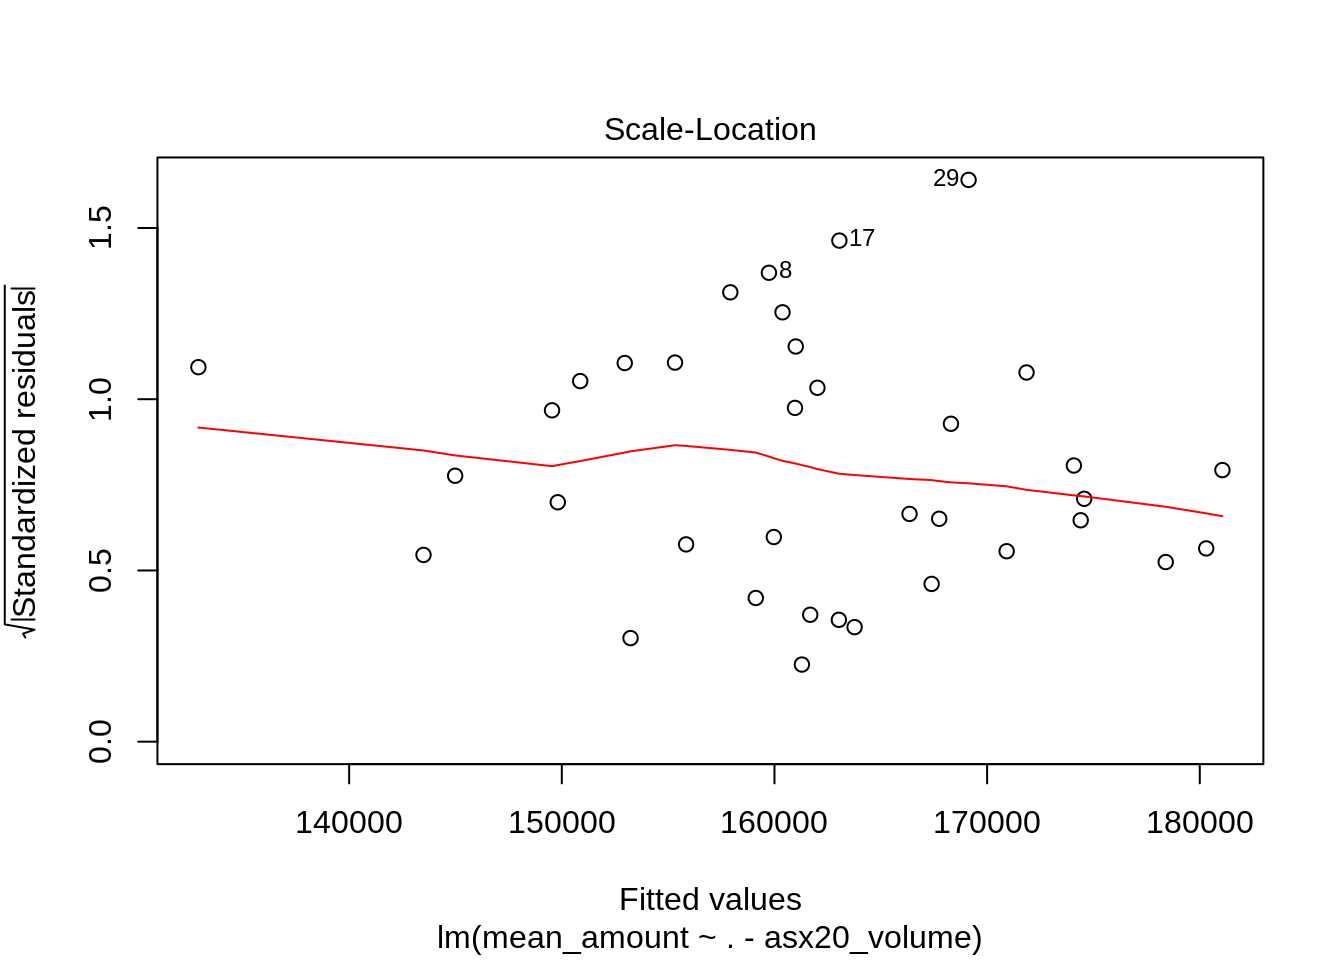 Scale-Location
29
17
8
1.5
1.0
0.5
0.0
√|Standardized residuals|
140000 150000 160000 170000 180000
Fitted values
lm(mean_amount ~ . - asx20_volume)